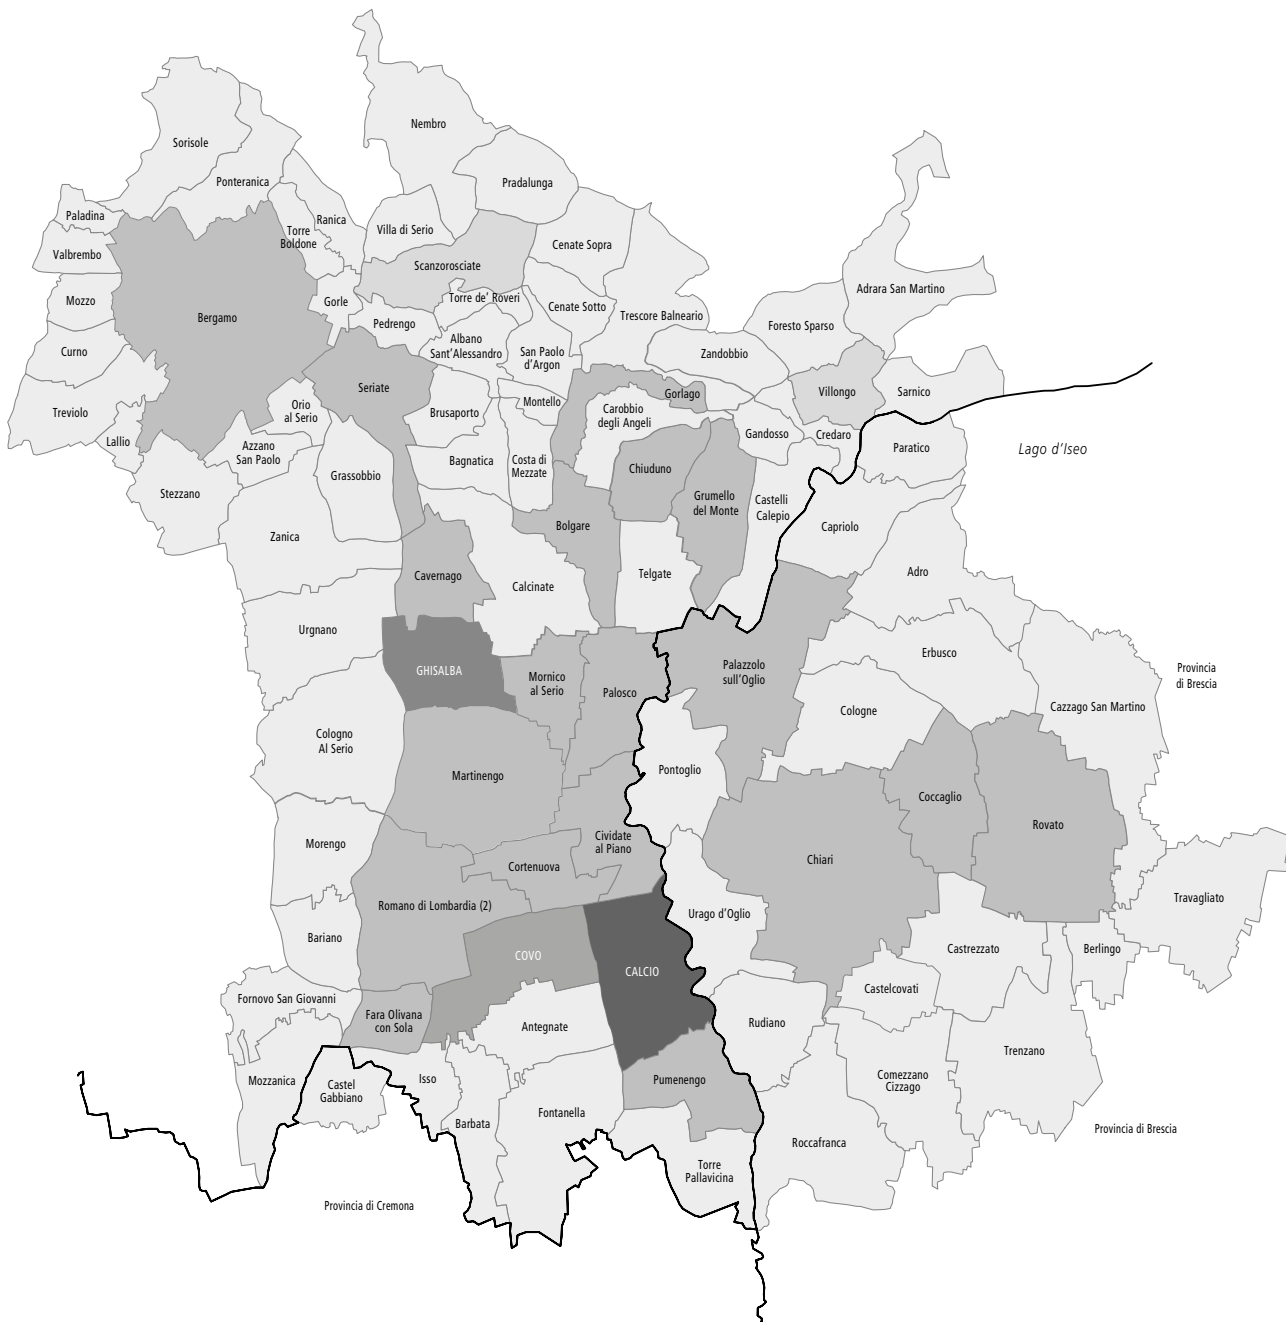 Nembro
Sorisole
Pradalunga
Ponteranica
Paladina
Ranica
Torre
Boldone
Villa di Serio
Cenate Sopra
Valbrembo
Scanzorosciate
Adrara San Martino
Mozzo
Gorle
Torre de’ Roveri
Cenate Sotto
Trescore Balneario
Bergamo
Pedrengo
Foresto Sparso
Curno
Albano
Sant’Alessandro
San Paolo
d’Argon
Zandobbio
Seriate
Gorlago
Villongo
Sarnico
Treviolo
Orio
al Serio
Brusaporto
Montello
Carobbio
degli Angeli
Lallio
Azzano
San Paolo
Gandosso
Credaro
Paratico
Lago d’Iseo
Bagnatica
Costa di
Mezzate
Grassobbio
Chiuduno
Stezzano
Grumello
del Monte
Castelli
Calepio
Zanica
Bolgare
Capriolo
Cavernago
Calcinate
Telgate
Adro
Urgnano
Erbusco
GHISALBA
Mornico
al Serio
Palosco
Palazzolo
sull’Oglio
Provincia
di Brescia
Cologne
Cazzago San Martino
Cologno
Al Serio
Martinengo
Pontoglio
Coccaglio
Rovato
Morengo
Cividate
al Piano
Cortenuova
Chiari
Travagliato
Romano di Lombardia (2)
Urago d’Oglio
Bariano
Castrezzato
Berlingo
COVO
CALCIO
Castelcovati
Fornovo San Giovanni
Fara Olivana
con Sola
Antegnate
Rudiano
Trenzano
Mozzanica
Castel
Gabbiano
Isso
Pumenengo
Comezzano
Cizzago
Barbata
Fontanella
Provincia di Brescia
Roccafranca
Torre
Pallavicina
Provincia di Cremona